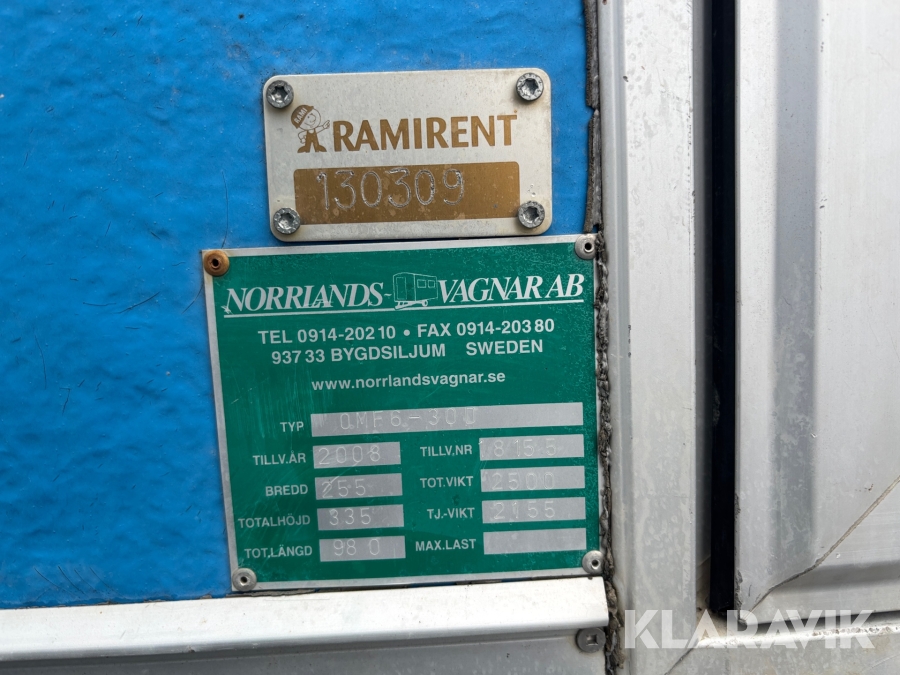 RAMI
RAMIRENT
130309
NORRLANDS VAGNAR AB
TEL 0914-202 10 • FAX 0914-203 80
937 33 BYGDSILJUM SWEDEN
www.norrlandsvagnar.se
TYP
TILLV.ÅR 2008 TILLV.NR 8155
BREDD 255 TOT.VIKT 2500
TOTALHÖJD 335 TJ.-VIKT 2155
TOT.LÄNGD 980 MAX.LAST
KLARAVIK